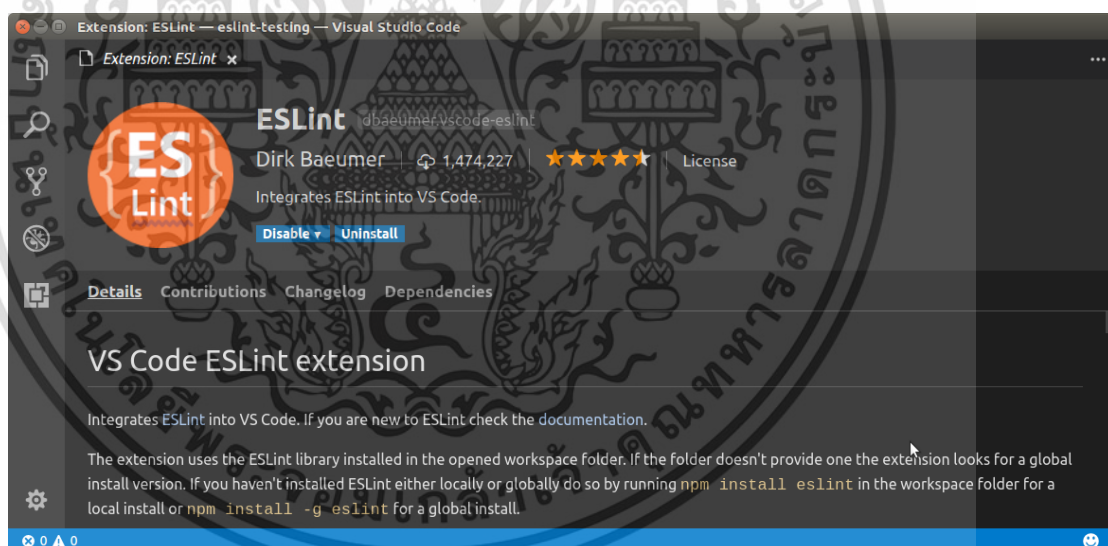 Extension: ESLint — eslint-testing — Visual Studio Code
Extension: ESLint x
ES
Lint
ESLint dbaeumer.vscode-eslint
Dirk Baeumer 1,474,227 License
Integrates ESLint into VS Code.
Disable Uninstall
Details Contributions Changelog Dependencies
VS Code ESLint extension
Integrates ESLint into VS Code. If you are new to ESLint check the documentation.
The extension uses the ESLint library installed in the opened workspace folder. If the folder doesn't provide one the extension looks for a global
install version. If you haven't installed ESLint either locally or globally do so by running npm install eslint in the workspace folder for a
local install or npm install -g eslint for a global install.
0 0